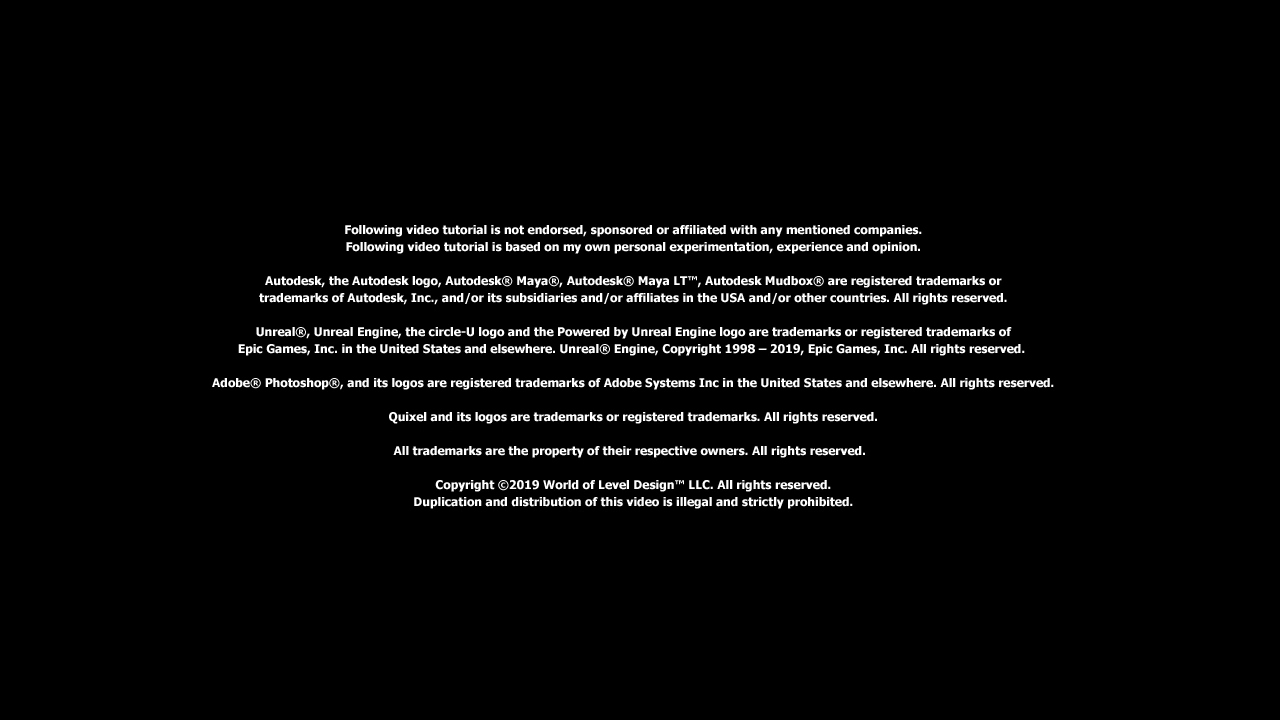 Following video tutorial is not endorsed, sponsored or affiliated with any mentioned companies.
Following video tutorial is based on my own personal experimentation, experience and opinion.
Autodesk, the Autodesk logo, Autodesk® Maya®, Autodesk® Maya LT™, Autodesk Mudbox® are registered trademarks or
trademarks of Autodesk, Inc., and/or its subsidiaries and/or affiliates in the USA and/or other countries. All rights reserved.
Unreal®, Unreal Engine, the circle-U logo and the Powered by Unreal Engine logo are trademarks or registered trademarks of
Epic Games, Inc. in the United States and elsewhere. Unreal® Engine, Copyright 1998 – 2019, Epic Games, Inc. All rights reserved.
Adobe® Photoshop®, and its logos are registered trademarks of Adobe Systems Inc in the United States and elsewhere. All rights reserved.
Quixel and its logos are trademarks or registered trademarks. All rights reserved.
All trademarks are the property of their respective owners. All rights reserved.
Copyright ©2019 World of Level Design™ LLC. All rights reserved.
Duplication and distribution of this video is illegal and strictly prohibited.